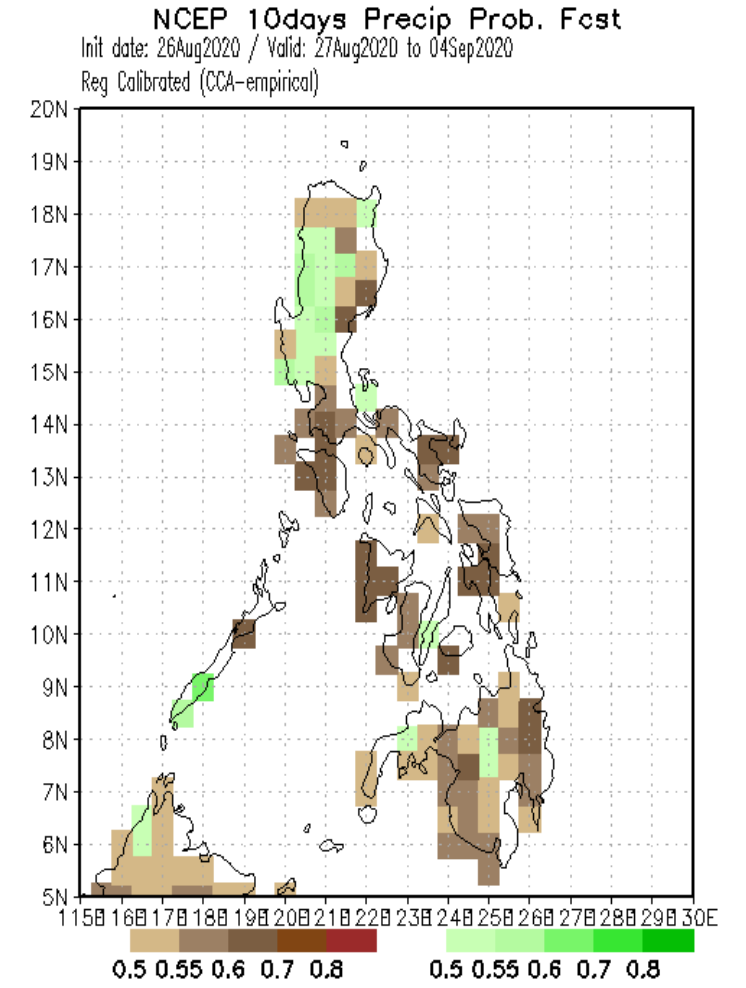 NCEP 10days Precip Prob. Fcst
Init date: 26Aug2020 / Valid: 27Aug2020 to 04Sep2020
Reg Calibrated (CCA-empirical)
20N
19N
18N
17N
16N
15N
14N
13N
12N
11N
10N
9N
8N
7N
6N
5N
115E 116E 117E 118E 119E 120E 121E 122E 123E 124E 125E 126E 127E 128E 129E 130E
0.5 0.55 0.6 0.7 0.8 0.5 0.55 0.6 0.7 0.8